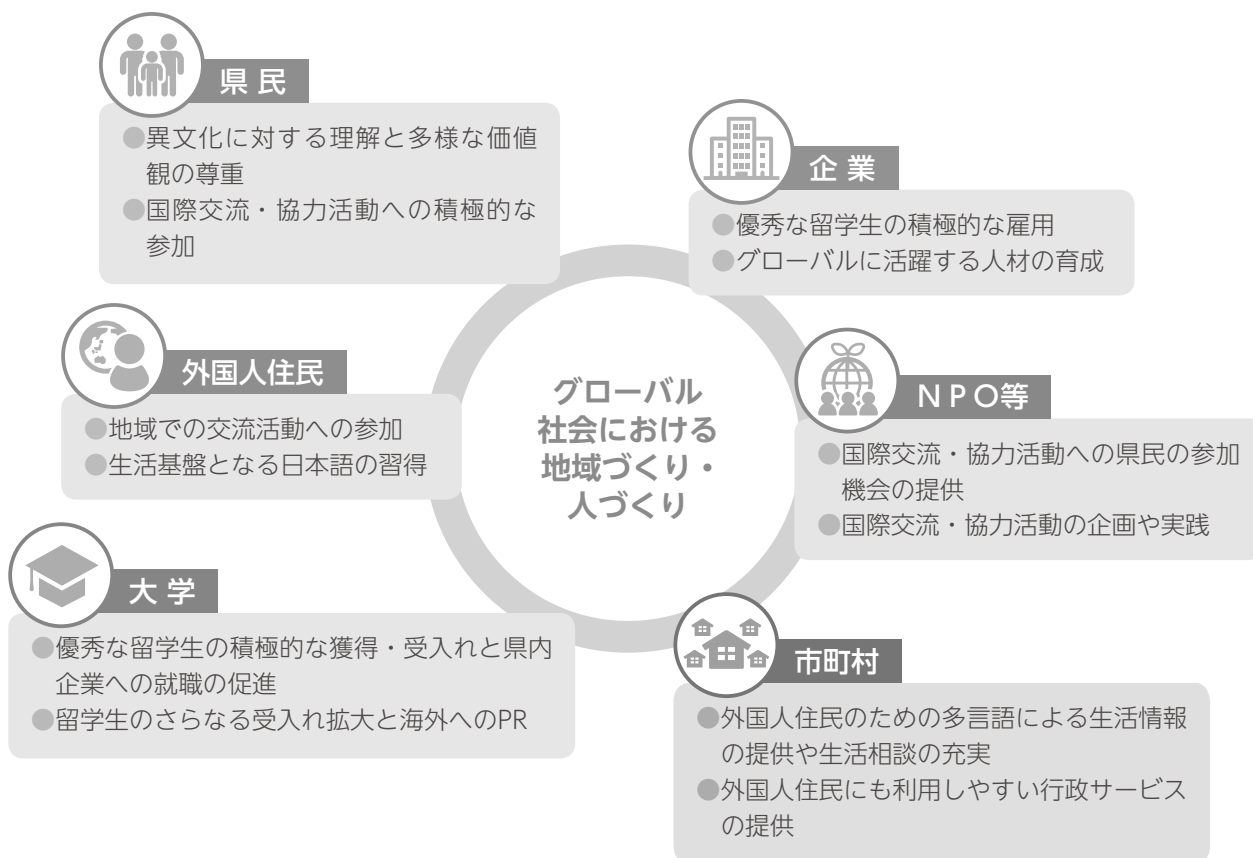 県民
●異文化に対する理解と多様な価値
観の尊重
●国際交流・協力活動への積極的な
参加
企業
●優秀な留学生の積極的な雇用
●グローバルに活躍する人材の育成
外国人住民
●地域での交流活動への参加
●生活基盤となる日本語の習得
グローバル
社会における
地域づくり・
人づくり
NPO等
●国際交流・協力活動への県民の参加
機会の提供
●国際交流・協力活動の企画や実践
大学
●優秀な留学生の積極的な獲得・受入れと県内
企業への就職の促進
●留学生のさらなる受入れ拡大と海外へのPR
市町村
●外国人住民のための多言語による生活情報
の提供や生活相談の充実
●外国人住民にも利用しやすい行政サービス
の提供